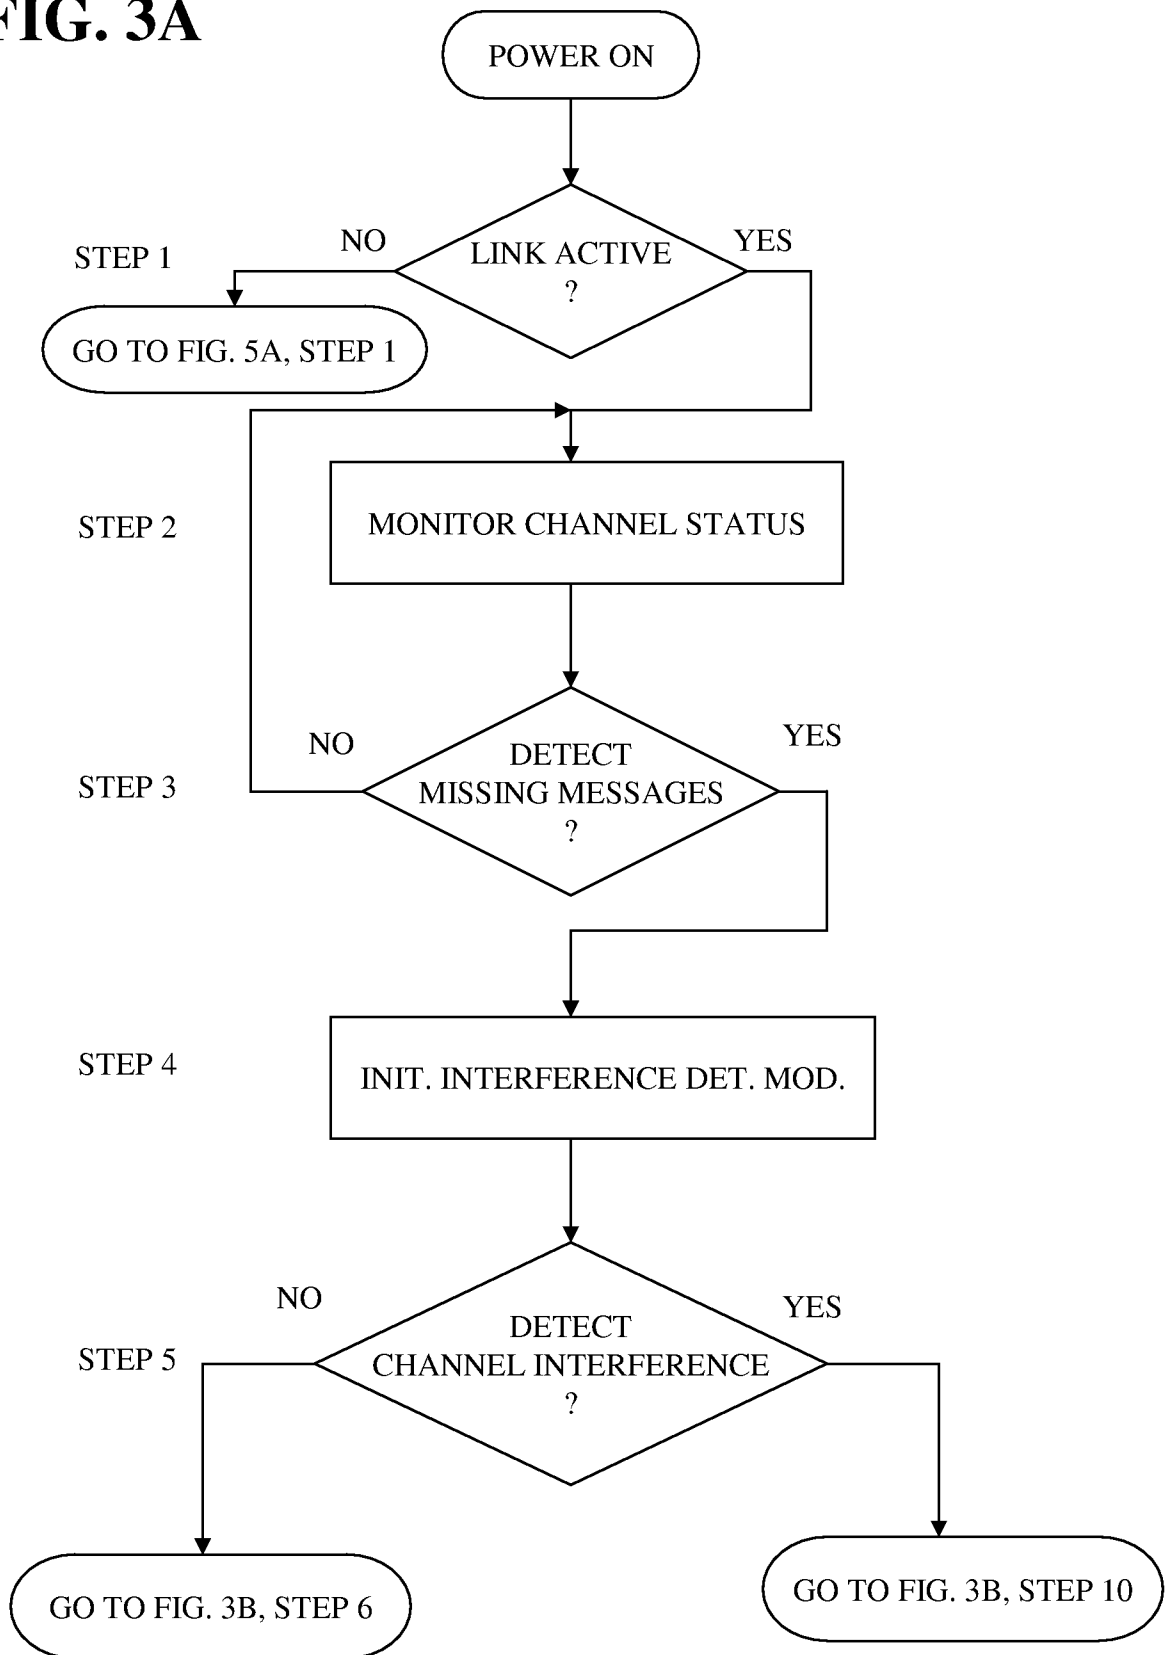 FIG. 3A
POWER ON
NO
YES
STEP 1
LINK ACTIVE
?
GO TO FIG. 5A, STEP 1
STEP 2
MONITOR CHANNEL STATUS
NO
YES
STEP 3
DETECT
MISSING MESSAGES
?
STEP 4
INIT. INTERFERENCE DET. MOD.
NO
YES
STEP 5
DETECT
CHANNEL INTERFERENCE
?
GO TO FIG. 3B, STEP 6
GO TO FIG. 3B, STEP 10